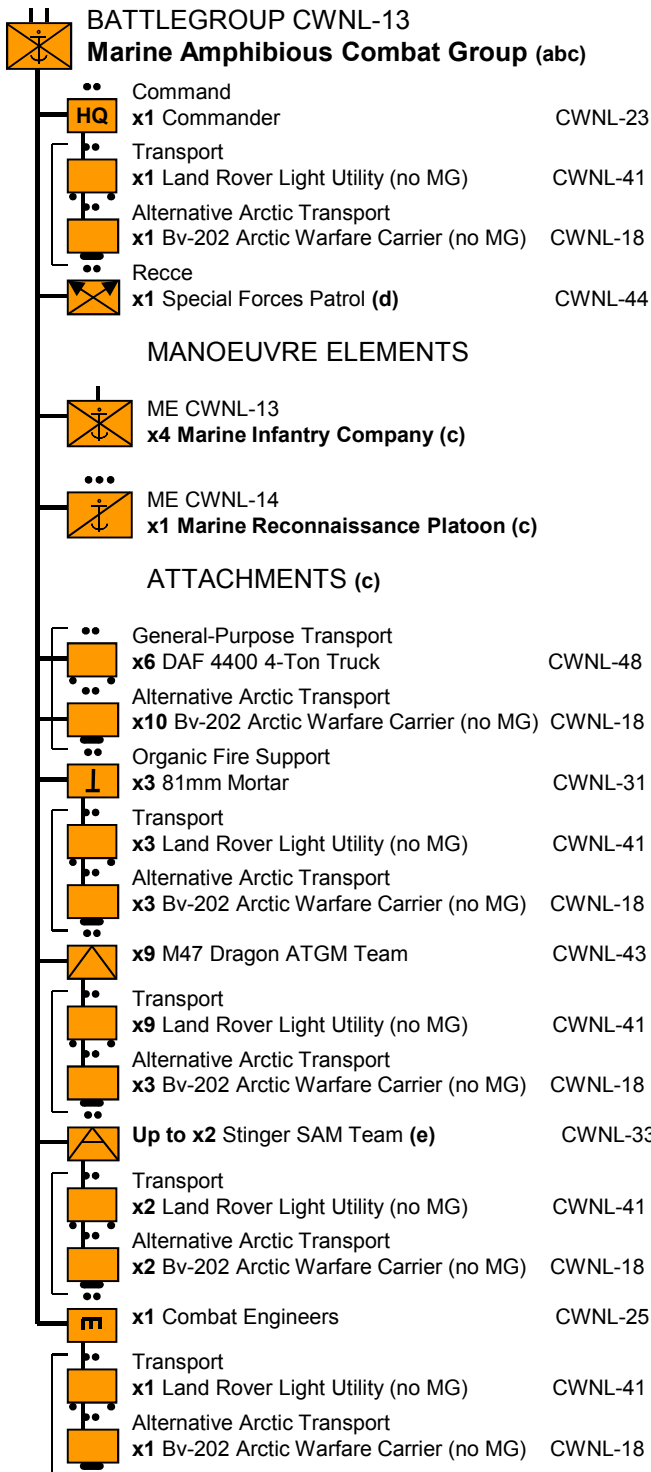 BATTLEGROUP CWNL-13
Marine Amphibious Combat Group (abc)
Command
HQ x1 Commander CWNL-23
Transport
x1 Land Rover Light Utility (no MG) CWNL-41
Alternative Arctic Transport
x1 Bv-202 Arctic Warfare Carrier (no MG) CWNL-18
Recce
x1 Special Forces Patrol (d) CWNL-44
MANOEUVRE ELEMENTS
ME CWNL-13
x4 Marine Infantry Company (c)
ME CWNL-14
x1 Marine Reconnaissance Platoon (c)
ATTACHMENTS (c)
General-Purpose Transport
x6 DAF 4400 4-Ton Truck CWNL-48
Alternative Arctic Transport
x10 Bv-202 Arctic Warfare Carrier (no MG) CWNL-18
Organic Fire Support
x3 81mm Mortar CWNL-31
Transport
x3 Land Rover Light Utility (no MG) CWNL-41
Alternative Arctic Transport
x3 Bv-202 Arctic Warfare Carrier (no MG) CWNL-18
x9 M47 Dragon ATGM Team CWNL-43
Transport
x9 Land Rover Light Utility (no MG) CWNL-41
Alternative Arctic Transport
x3 Bv-202 Arctic Warfare Carrier (no MG) CWNL-18
Up to x2 Stinger SAM Team (e) CWNL-33
Transport
x2 Land Rover Light Utility (no MG) CWNL-41
Alternative Arctic Transport
x2 Bv-202 Arctic Warfare Carrier (no MG) CWNL-18
x1 Combat Engineers CWNL-25
Transport
x1 Land Rover Light Utility (no MG) CWNL-41
Alternative Arctic Transport
x1 Bv-202 Arctic Warfare Carrier (no MG) CWNL-18